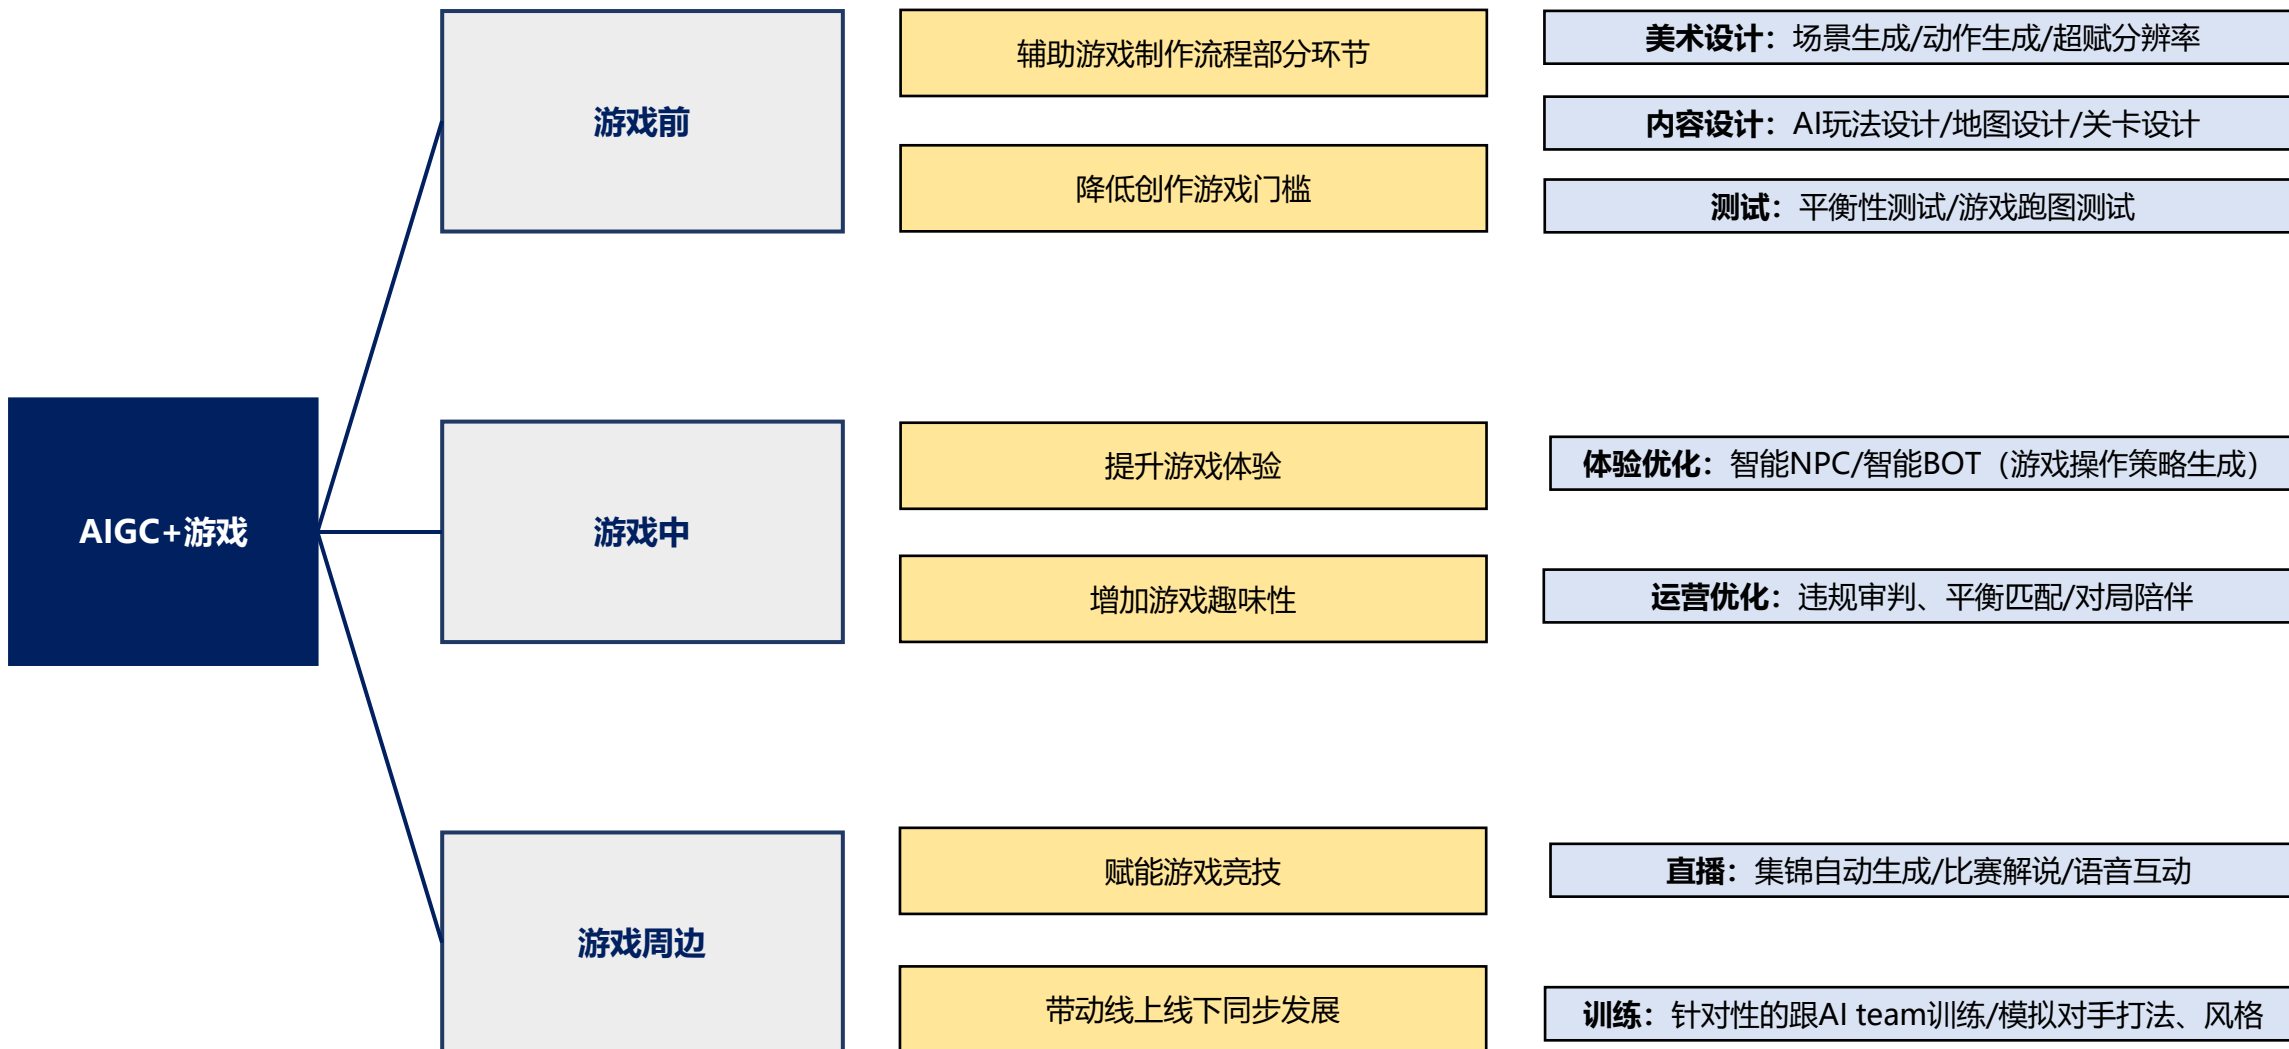 AIGC+游戏
游戏前
辅助游戏制作流程部分环节
降低创作游戏门槛
美术设计：场景生成/动作生成/超赋分辨率
内容设计：AI玩法设计/地图设计/关卡设计
测试：平衡性测试/游戏跑图测试
游戏中
提升游戏体验
增加游戏趣味性
体验优化：智能NPC/智能BOT（游戏操作策略生成）
运营优化：违规审判、平衡匹配/对局陪伴
游戏周边
赋能游戏竞技
带动线上线下同步发展
直播：集锦自动生成/比赛解说/语音互动
训练：针对性的跟AI team训练/模拟对手打法、风格